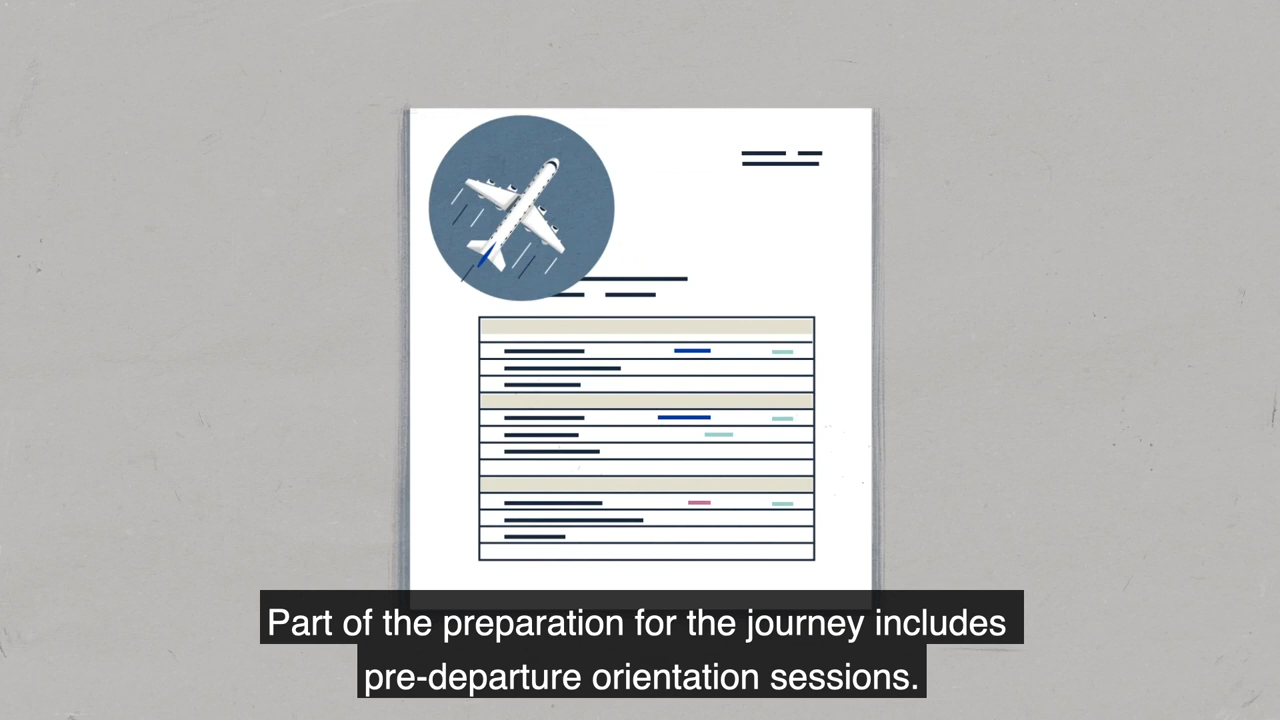 Part of the preparation for the journey includes
pre-departure orientation sessions.